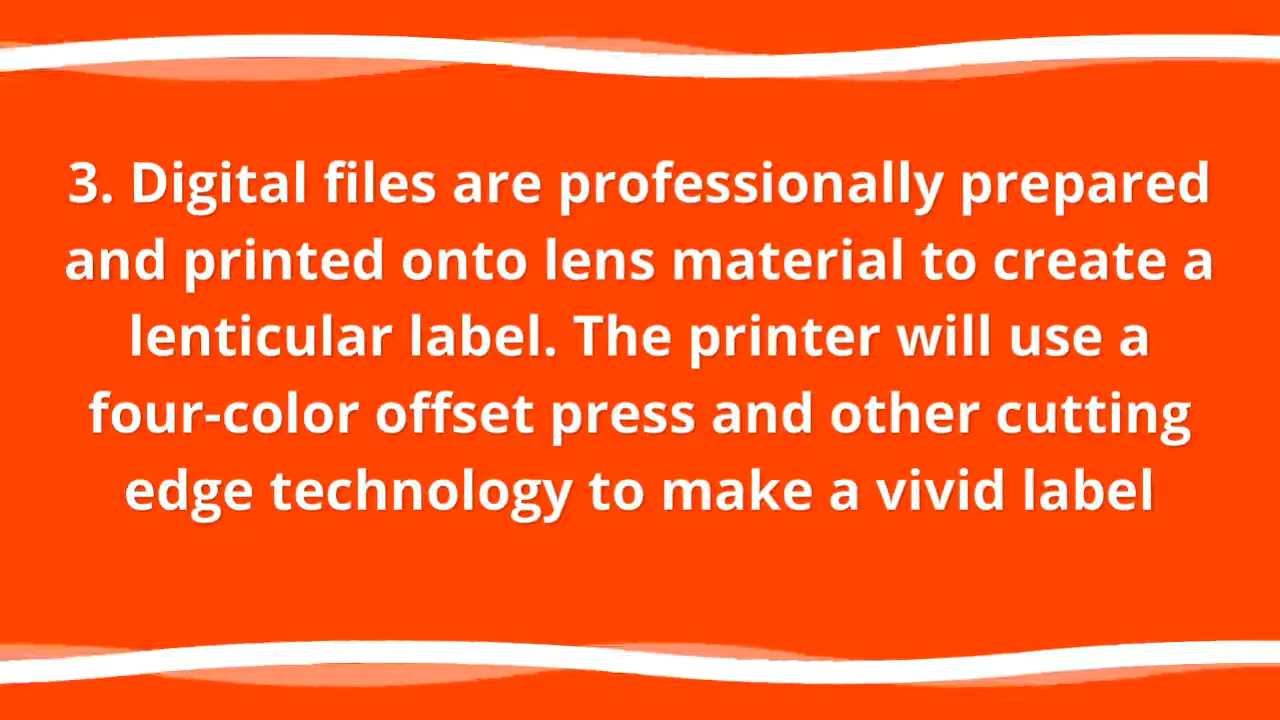 3. Digital files are professionally prepared
and printed onto lens material to create a
lenticular label. The printer will use a
four-color offset press and other cutting
edge technology to make a vivid label